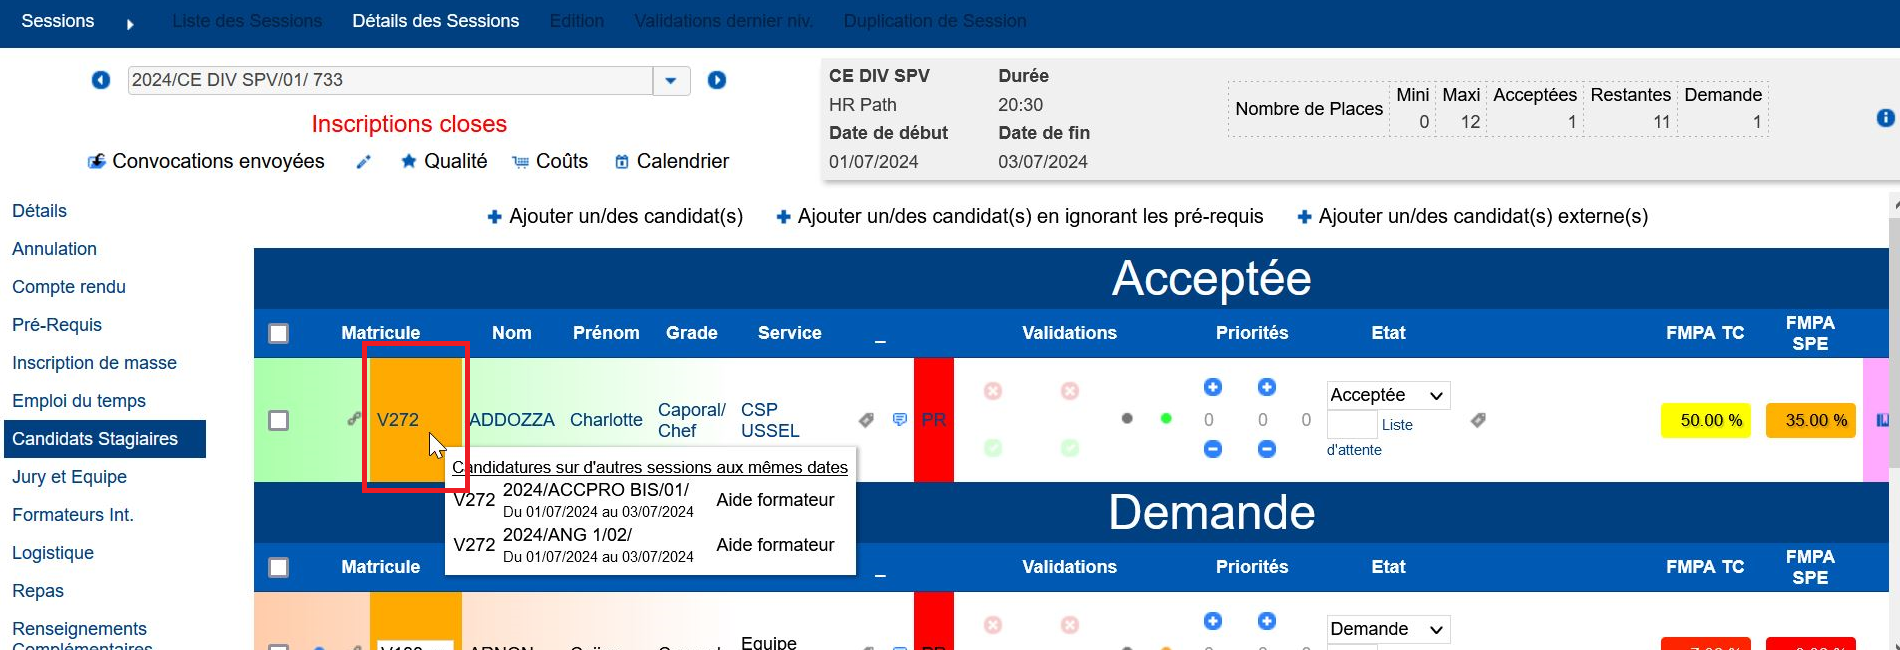 Sessions Liste des Sessions Détails des Sessions Edition Validations dernier niv. Duplication de Session
2024/CE DIV SPV/01/ 733
Inscriptions closes
Convocations envoyées Qualité Coûts Calendrier
CE DIV SPV Durée
HR Path 20:30
Date de début Date de fin
01/07/2024 03/07/2024
Nombre de Places Mini Maxi Acceptées Restantes Demande
0 12 1 11 1
Détails
Annulation
Compte rendu
Pré-Requis
Inscription de masse
Emploi du temps
Candidats Stagiaires
Jury et Equipe
Formateurs Int.
Logistique
Repas
Renseignements
Complémentaires
Ajouter un/des candidat(s) Ajouter un/des candidat(s) en ignorant les pré-requis Ajouter un/des candidat(s) externe(s)
Acceptée
Matricule Nom Prénom Grade Service _ Validations Priorités Etat FMPA TC FMPA SPE
V272 ADDOZZA Charlotte Caporal/ Chef CSP USSEL PR 0 0 0 Acceptée Liste d'attente 50.00 % 35.00 %
Candidatures sur d'autres sessions aux mêmes dates
V272 2024/ACCPRO BIS/01/ Aide formateur
Du 01/07/2024 au 03/07/2024
V272 2024/ANG 1/02/ Aide formateur
Du 01/07/2024 au 03/07/2024
Demande
Matricule _ Validations Priorités Etat FMPA TC FMPA SPE
Equipe Demande